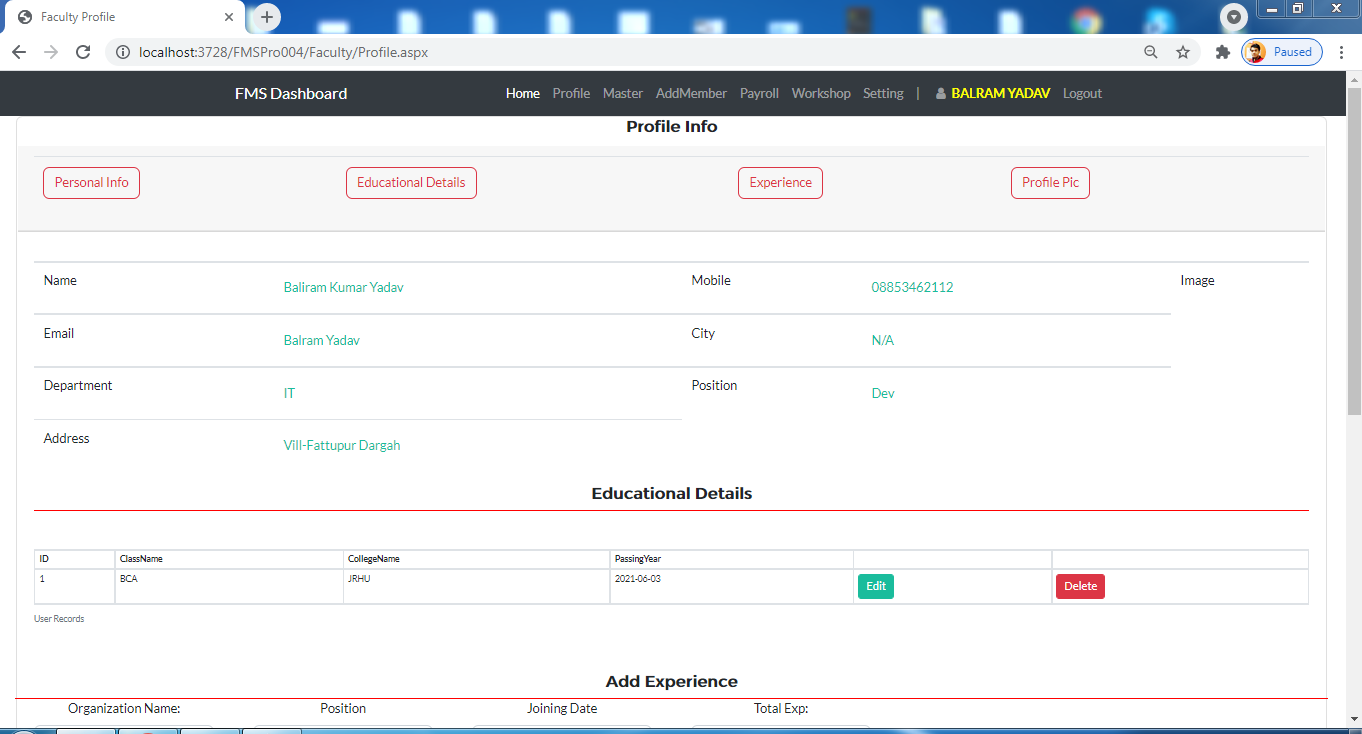 Faculty Profile
localhost:3728/FMSPro004/Faculty/Profile.aspx
Paused
FMS Dashboard Home Profile Master AddMember Payroll Workshop Setting | BALRAM YADAV Logout
Profile Info
Personal Info Educational Details Experience Profile Pic
Name Baliram Kumar Yadav Mobile 08853462112 Image
Email Balram Yadav City N/A
Department IT Position Dev
Address Vill-Fattupur Dargah
Educational Details
ID ClassName CollegeName PassingYear
1 BCA JRHU 2021-06-03 Edit Delete
User Records
Add Experience
Organization Name: Position Joining Date Total Exp: